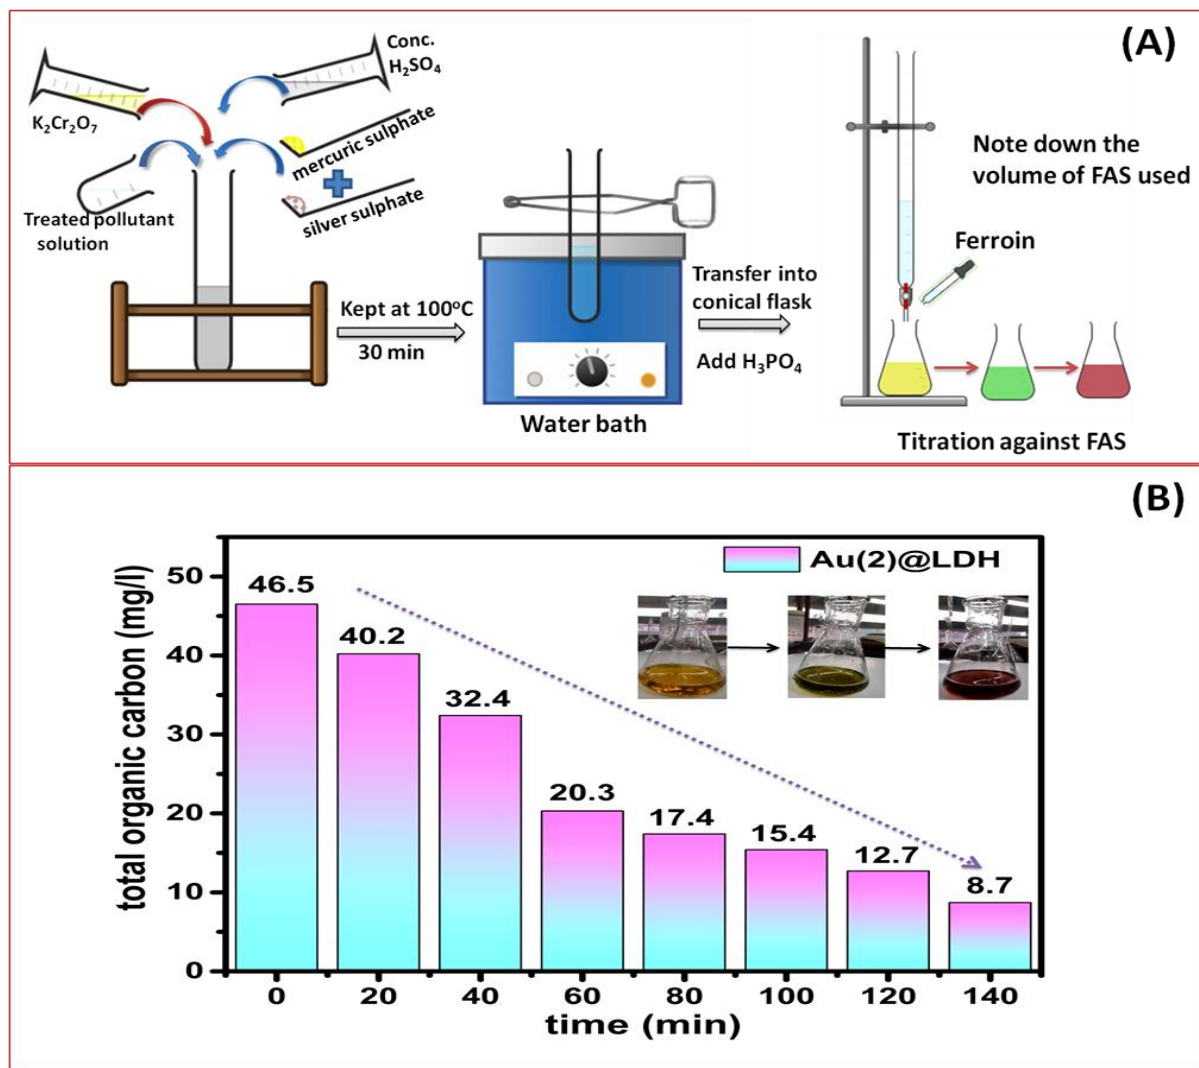 (A)
Conc.
H₂SO₄
K₂Cr₂O₇
mercuric sulphate
silver sulphate
Treated pollutant
solution
Kept at 100°C
30 min
Water bath
Transfer into
conical flask
Add H₃PO₄
Note down the
volume of FAS used
Ferroin
Titration against FAS
(B)
Au(2)@LDH
total organic carbon (mg/l)
50
40
30
20
10
0
46.5
40.2
32.4
20.3
17.4
15.4
12.7
8.7
0 20 40 60 80 100 120 140
time (min)